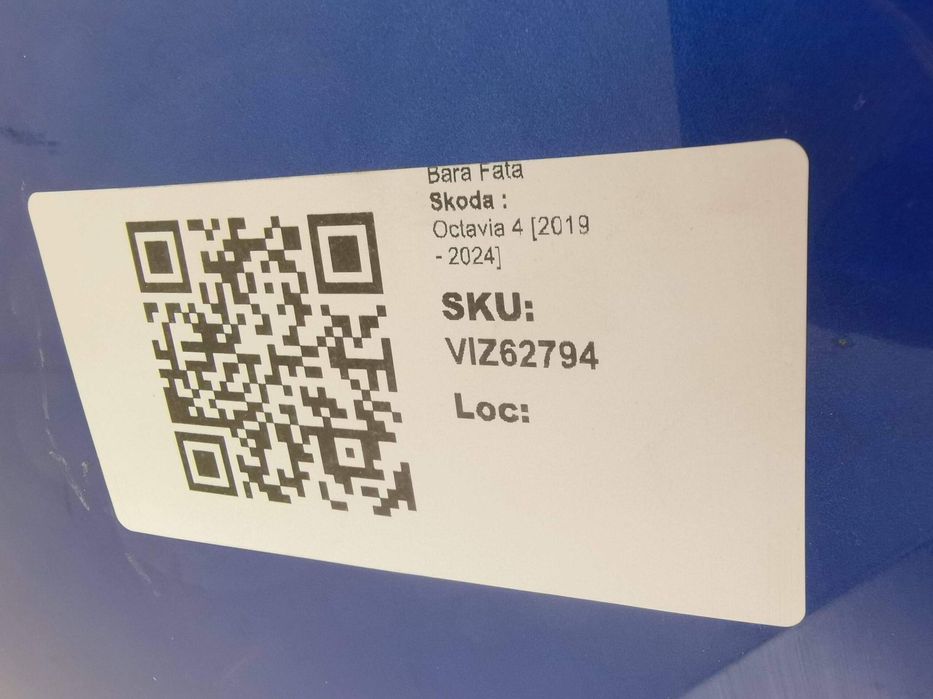 Bara Fata
Skoda :
Octavia 4 [2019
- 2024]
SKU:
VIZ62794
Loc: